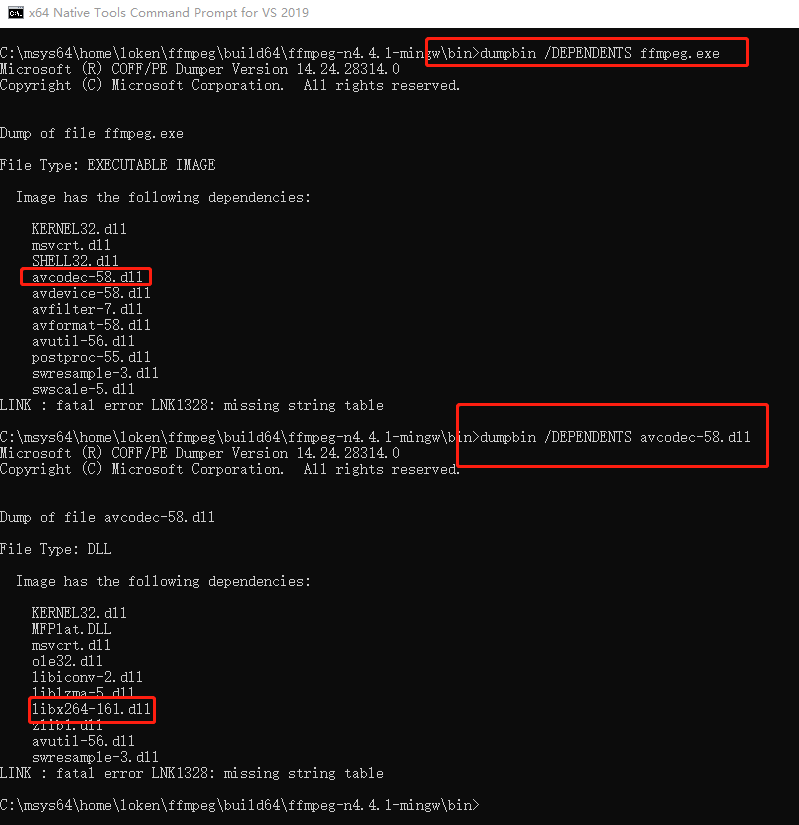 x64 Native Tools Command Prompt for VS 2019
C:\msys64\home\loken\ffmpeg\build64\ffmpeg-n4.4.1-mingw\bin>dumpbin /DEPENDENTS ffmpeg.exe
Microsoft (R) COFF/PE Dumper Version 14.24.28314.0
Copyright (C) Microsoft Corporation.  All rights reserved.
Dump of file ffmpeg.exe
File Type: EXECUTABLE IMAGE
Image has the following dependencies:
KERNEL32.dll
msvcrt.dll
SHELL32.dll
avcodec-58.dll
avdevice-58.dll
avfilter-7.dll
avformat-58.dll
avutil-56.dll
postproc-55.dll
swresample-3.dll
swscale-5.dll
LINK : fatal error LNK1328: missing string table
C:\msys64\home\loken\ffmpeg\build64\ffmpeg-n4.4.1-mingw\bin>dumpbin /DEPENDENTS avcodec-58.dll
Microsoft (R) COFF/PE Dumper Version 14.24.28314.0
Copyright (C) Microsoft Corporation.  All rights reserved.
Dump of file avcodec-58.dll
File Type: DLL
Image has the following dependencies:
KERNEL32.dll
MFPlat.DLL
msvcrt.dll
ole32.dll
libiconv-2.dll
liblzma-5.dll
libx264-161.dll
zlib1.dll
avutil-56.dll
swresample-3.dll
LINK : fatal error LNK1328: missing string table
C:\msys64\home\loken\ffmpeg\build64\ffmpeg-n4.4.1-mingw\bin>